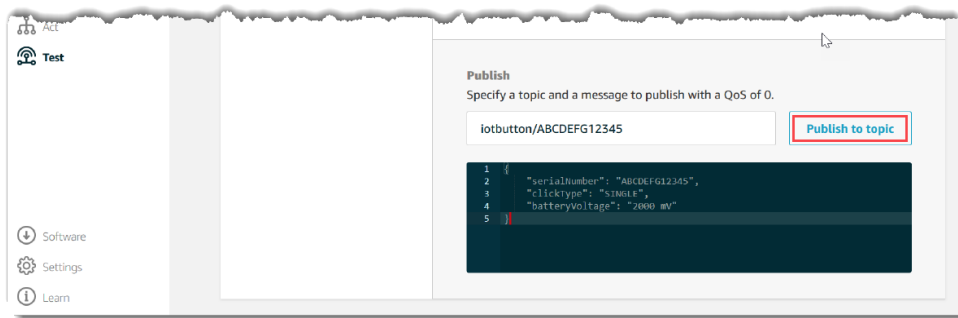 Act
Test
Publish
Specify a topic and a message to publish with a QoS of 0.
iotbutton/ABCDEFG12345
Publish to topic
1 {
2 "serialNumber": "ABCDEFG12345",
3 "clickType": "SINGLE",
4 "batteryVoltage": "2000 mV"
5 }
Software
Settings
Learn